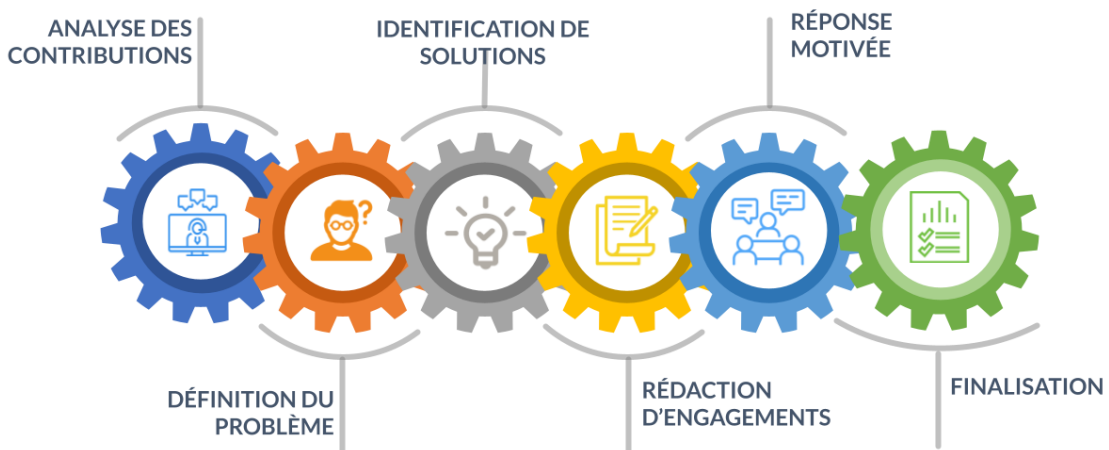 ANALYSE DES
CONTRIBUTIONS
DÉFINITION DU
PROBLÈME
IDENTIFICATION DE
SOLUTIONS
RÉDACTION
D'ENGAGEMENTS
RÉPONSE
MOTIVÉE
FINALISATION